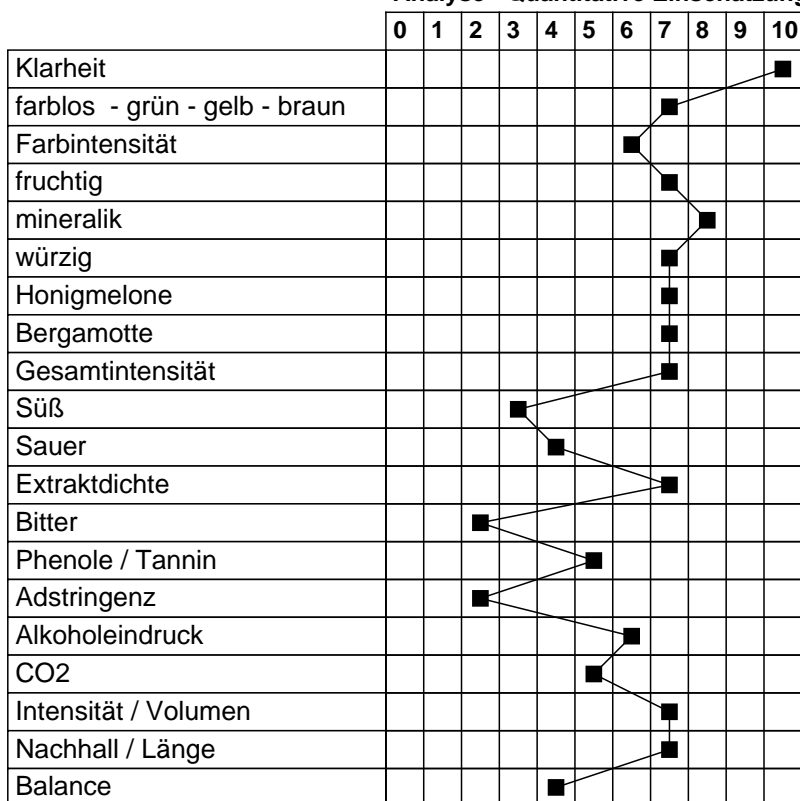 0 1 2 3 4 5 6 7 8 9 10
Klarheit
farblos - grün - gelb - braun
Farbintensität
fruchtig
mineralik
würzig
Honigmelone
Bergamotte
Gesamtintensität
Süß
Sauer
Extraktdichte
Bitter
Phenole / Tannin
Adstringenz
Alkoholeindruck
CO2
Intensität / Volumen
Nachhall / Länge
Balance